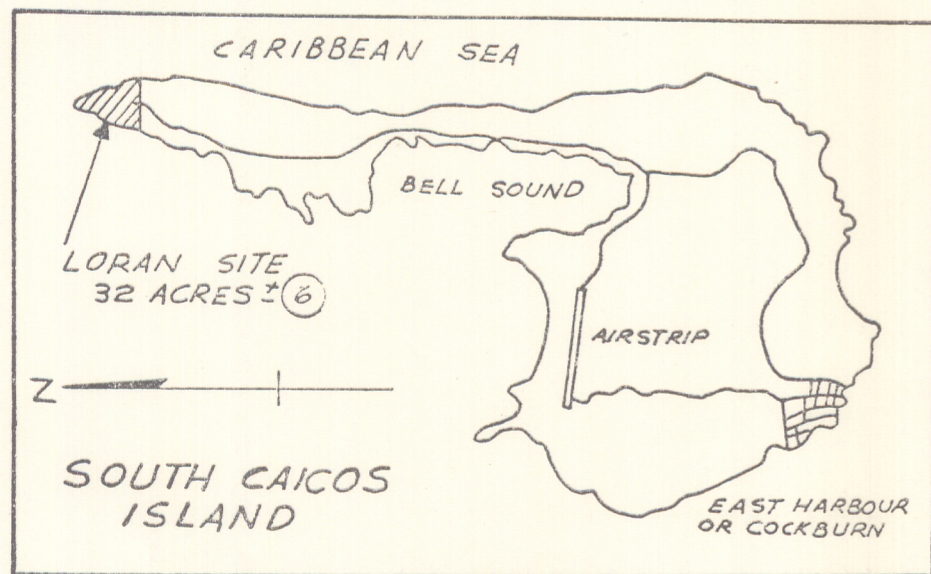 CARIBBEAN SEA
BELL SOUND
LORAN SITE
32 ACRES ± 6
AIRSTRIP
N
SOUTH CAICOS
ISLAND
EAST HARBOUR
OR COCKBURN